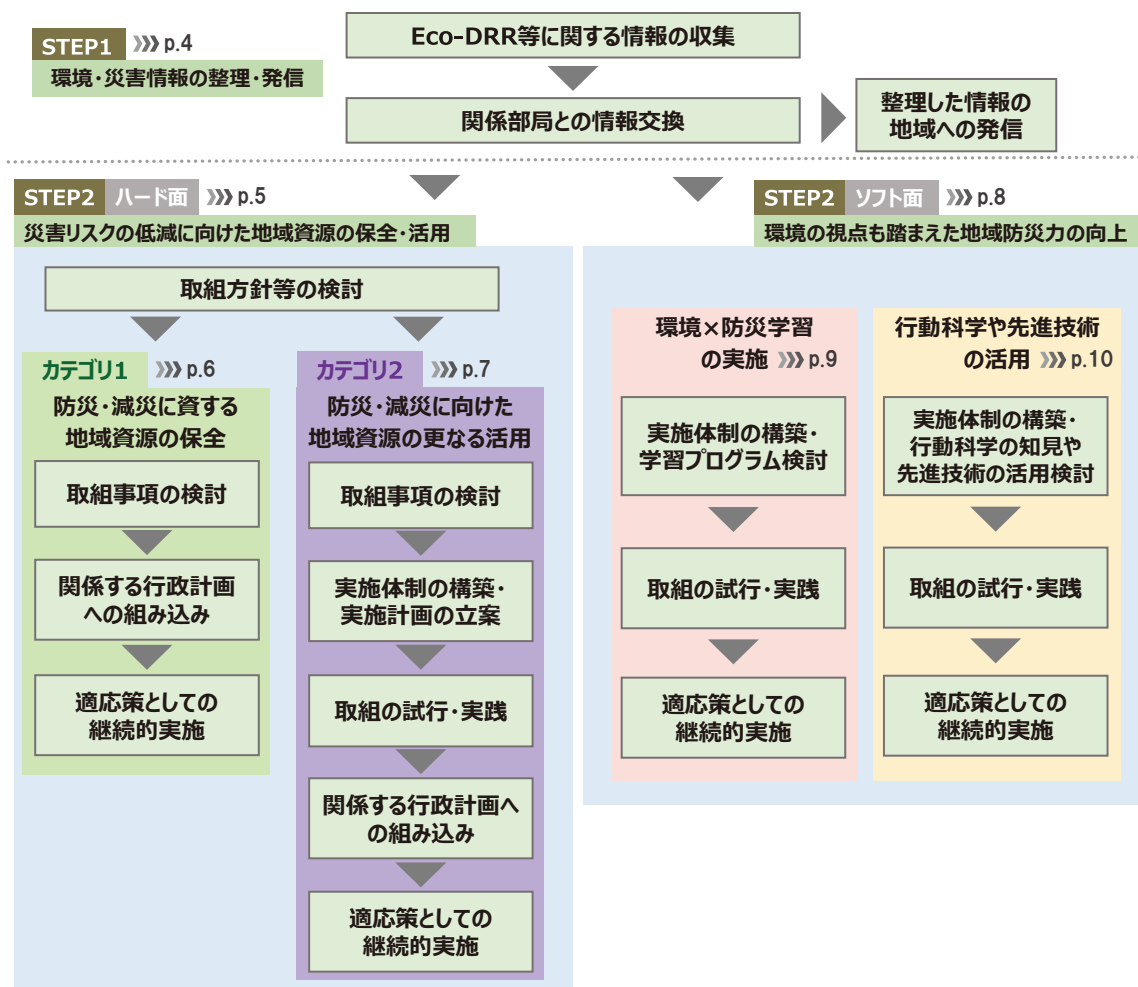 STEP1 》》》 p.4
環境・災害情報の整理・発信
Eco-DRR等に関する情報の収集
関係部局との情報交換
整理した情報の
地域への発信
STEP2 ハード面 》》》 p.5
災害リスクの低減に向けた地域資源の保全・活用
取組方針等の検討
カテゴリ1 》》》 p.6
防災・減災に資する
地域資源の保全
取組事項の検討
関係する行政計画
への組み込み
適応策としての
継続的実施
カテゴリ2 》》》 p.7
防災・減災に向けた
地域資源の更なる活用
取組事項の検討
実施体制の構築・
実施計画の立案
取組の試行・実践
関係する行政計画へ
の組み込み
適応策としての
継続的実施
STEP2 ソフト面 》》》 p.8
環境の視点も踏まえた地域防災力の向上
環境×防災学習
の実施 》》》 p.9
実施体制の構築・
学習プログラム検討
取組の試行・実践
適応策としての
継続的実施
行動科学や先進技術
の活用 》》》 p.10
実施体制の構築・
行動科学の知見や
先進技術の活用検討
取組の試行・実践
適応策としての
継続的実施